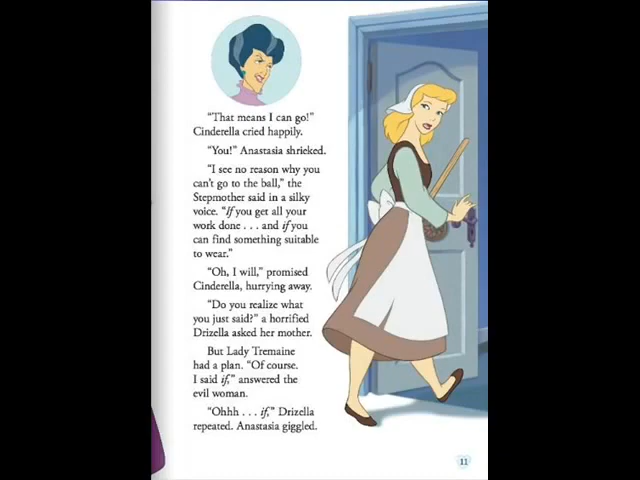 "That means I can go!"
Cinderella cried happily.
"You!" Anastasia shrieked.
"I see no reason why you
can't go to the ball," the
Stepmother said in a silky
voice. "If you get all your
work done . . . and if you
can find something suitable
to wear."
"Oh, I will," promised
Cinderella, hurrying away.
"Do you realize what
you just said?" a horrified
Drizella asked her mother.
But Lady Tremaine
had a plan. "Of course.
I said if," answered the
evil woman.
"Ohhh . . . if," Drizella
repeated. Anastasia giggled.
11